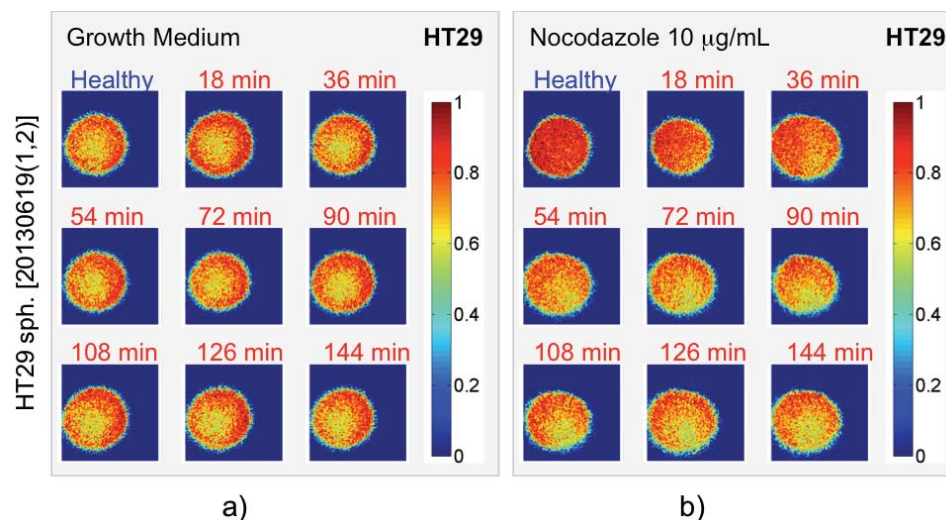 Growth Medium HT29
Healthy 18 min 36 min
54 min 72 min 90 min
108 min 126 min 144 min
1
0.8
0.6
0.4
0.2
0
HT29 sph. [20130619(1,2)]
a)
Nocodazole 10 μg/mL HT29
Healthy 18 min 36 min
54 min 72 min 90 min
108 min 126 min 144 min
1
0.8
0.6
0.4
0.2
0
b)